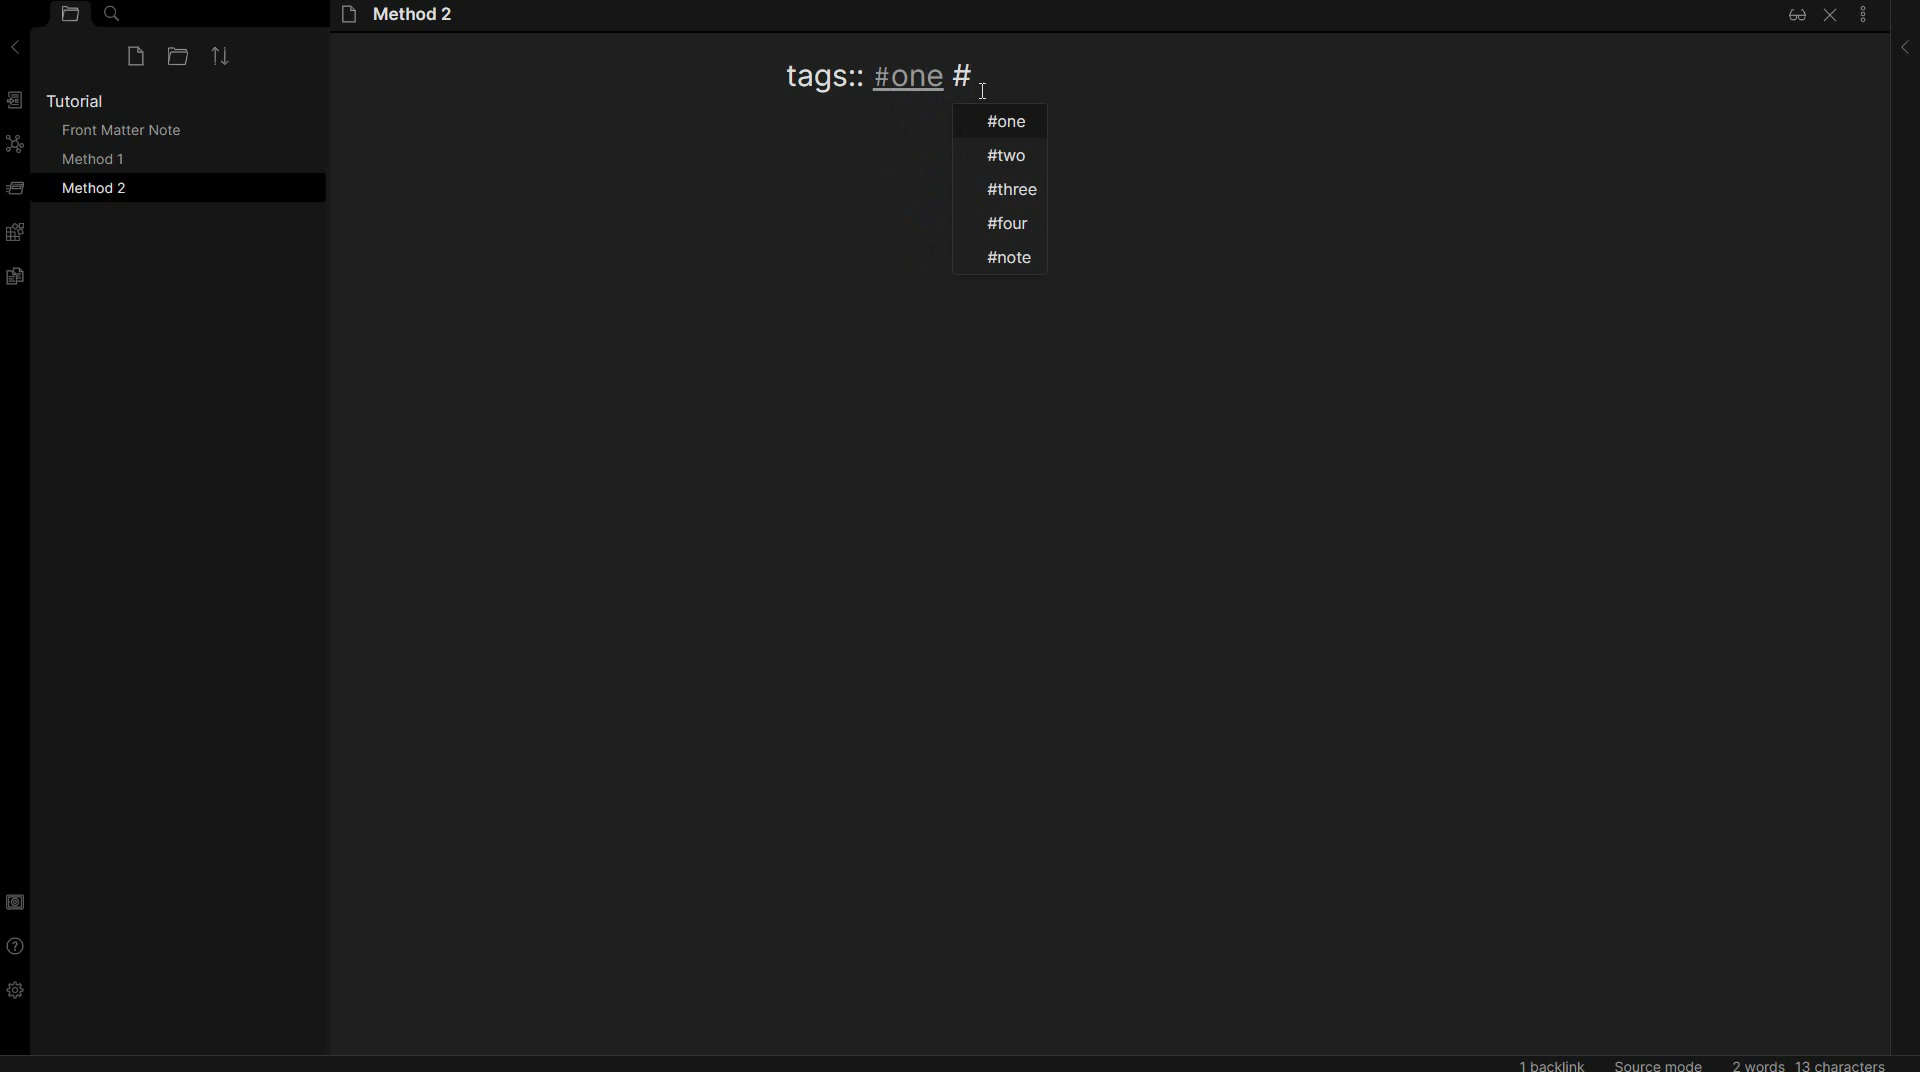 Method 2
Tutorial
Front Matter Note
Method 1
Method 2
tags:: #one #
#one
#two
#three
#four
#note
1 backlink Source mode 2 words 13 characters